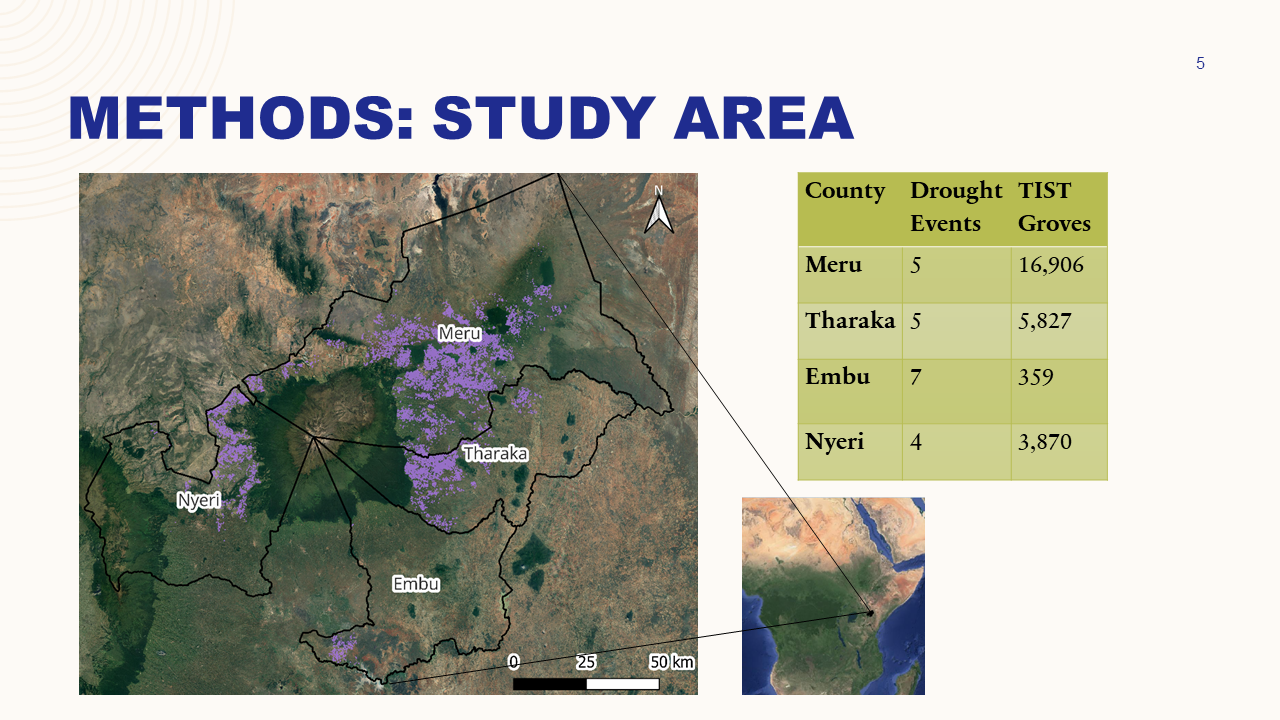 5
METHODS: STUDY AREA
N
Meru
Tharaka
Nyeri
Embu
0 25 50 km
County Drought Events TIST Groves
Meru 5 16,906
Tharaka 5 5,827
Embu 7 359
Nyeri 4 3,870